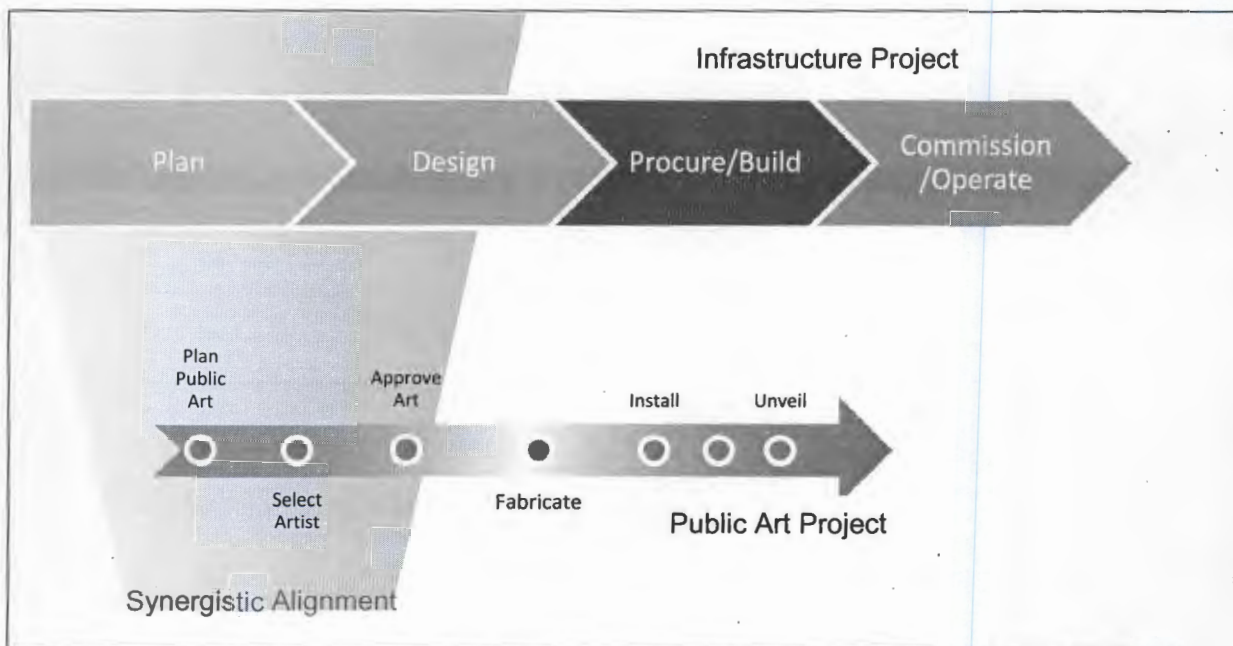 Infrastructure Project
Plan
Design
Procure/Build
Commission
/Operate
Plan
Public
Art
Approve
Art
Install
Unveil
Select
Artist
Fabricate
Public Art Project
Synergistic Alignment